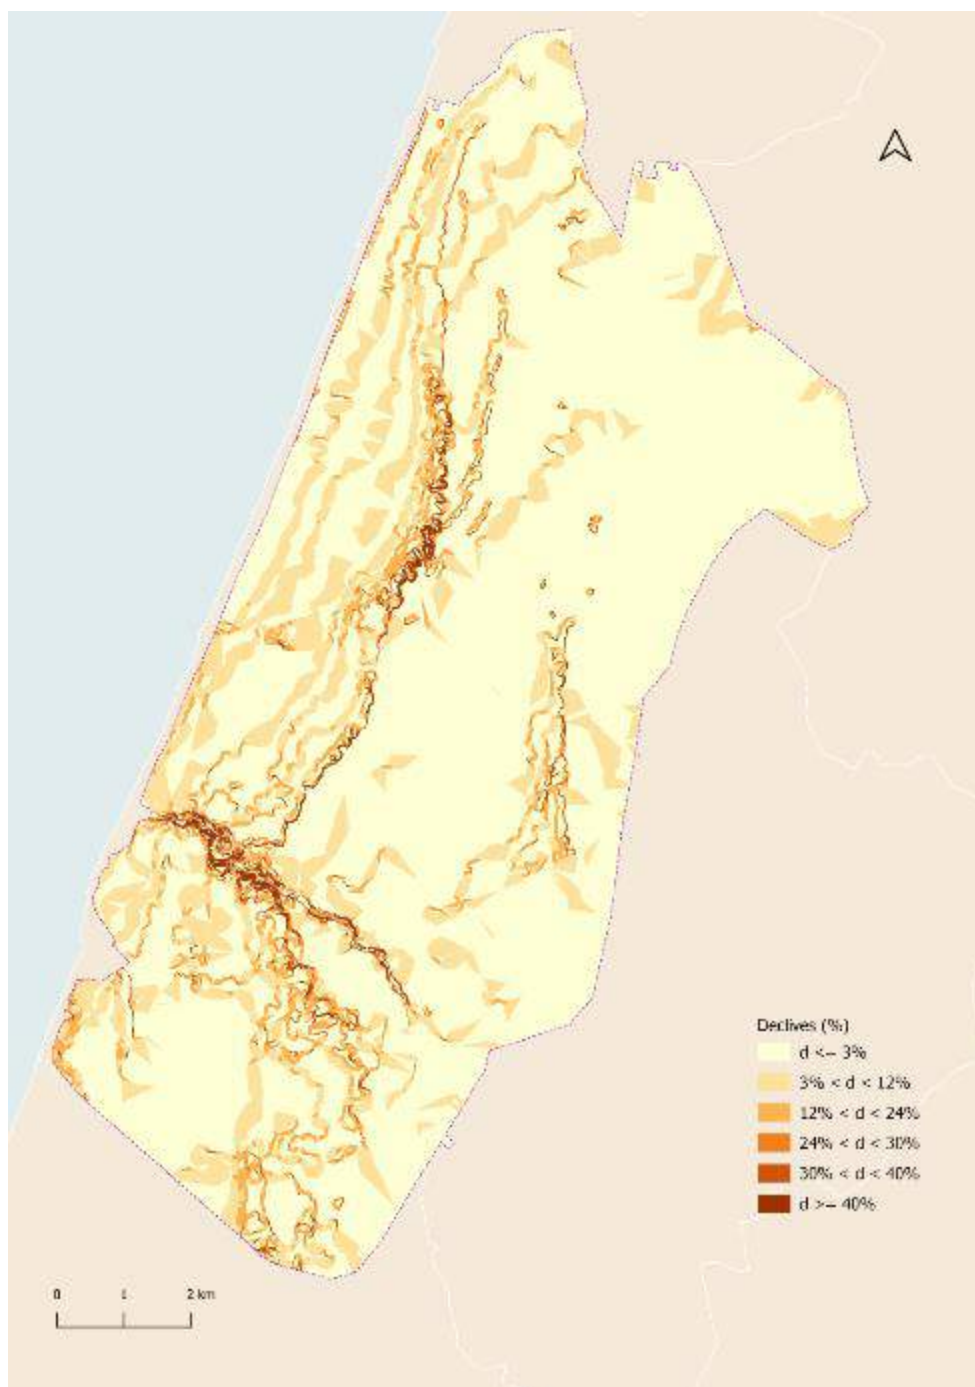 Declives (%)
d <= 3%
3% < d < 12%
12% < d < 24%
24% < d < 30%
30% < d < 40%
d >= 40%
0 1 2 km